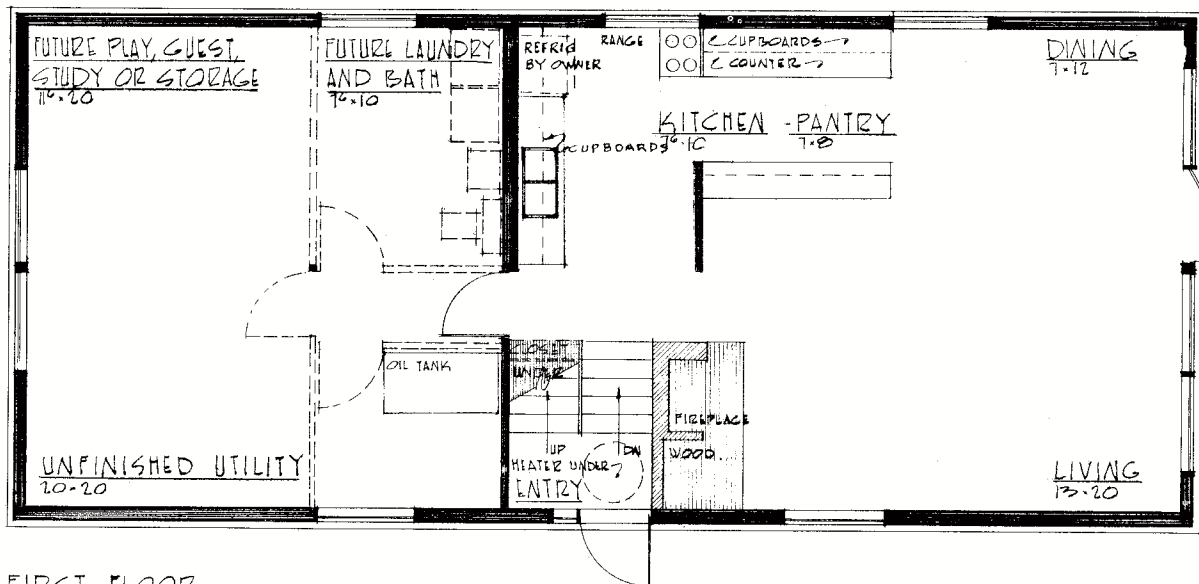 FUTURE PLAY, GUEST,
STUDY OR STORAGE
11⁶×20
FUTURE LAUNDRY
AND BATH
7⁶×10
REFRIG
BY OWNER
RANGE
CUPBOARDS
COUNTER
DINING
7×12
KITCHEN - PANTRY
7⁶·10
7×8
CUPBOARDS
OIL TANK
CLOSET
UNDER
UP
DN
HEATER UNDER
ENTRY
FIREPLACE
WOOD
UNFINISHED UTILITY
20×20
LIVING
13×20
FIRST FLOOR